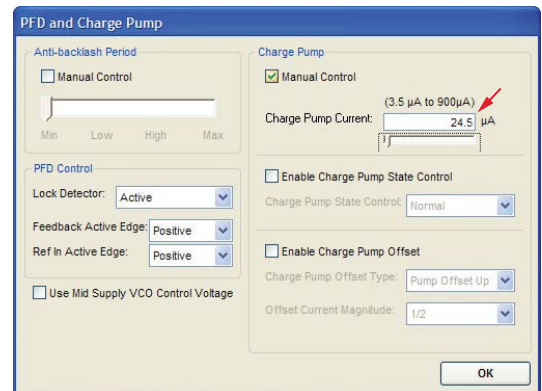 PFD and Charge Pump
Anti-backlash Period
Manual Control
Min Low High Max
PFD Control
Lock Detector: Active
Feedback Active Edge: Positive
Ref In Active Edge: Positive
Use Mid Supply VCO Control Voltage
Charge Pump
Manual Control
(3.5 µA to 900µA)
Charge Pump Current: 24.5 µA
Enable Charge Pump State Control
Charge Pump State Control: Normal
Enable Charge Pump Offset
Charge Pump Offset Type: Pump Offset Up
Offset Current Magnitude: 1/2
OK